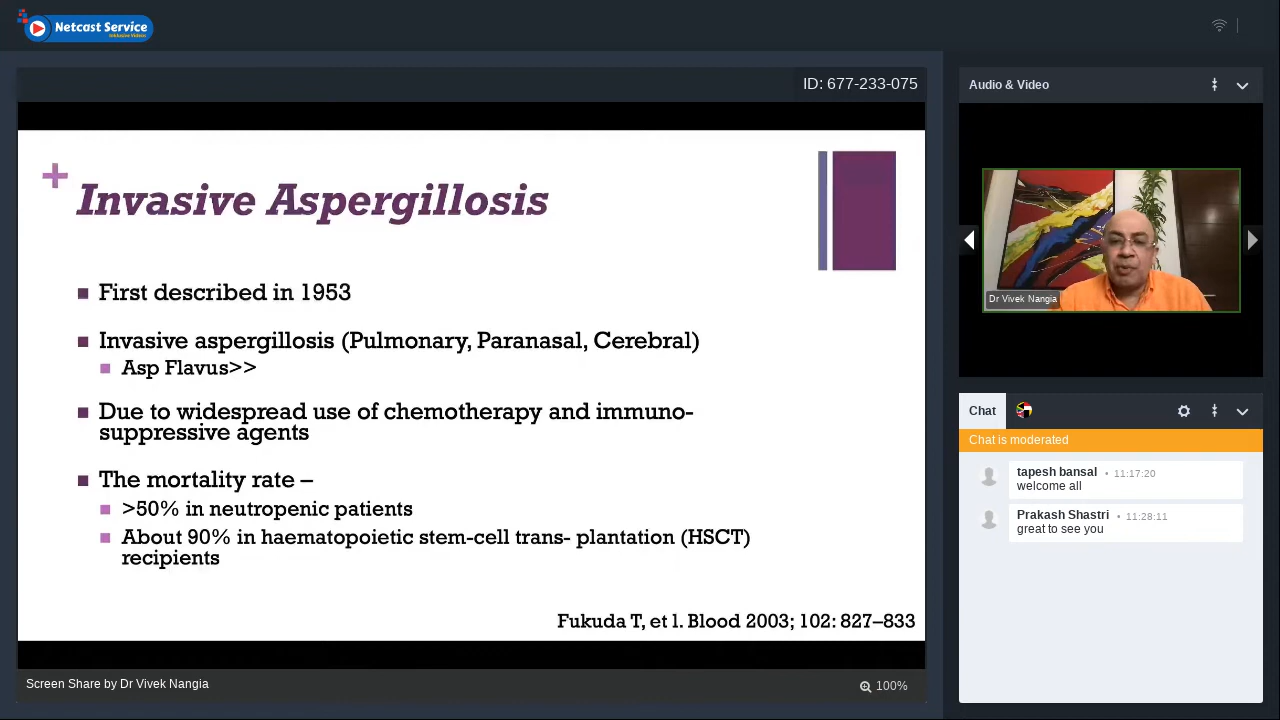 Netcast Service
ID: 677-233-075
Invasive Aspergillosis
First described in 1953
Invasive aspergillosis (Pulmonary, Paranasal, Cerebral)
Asp Flavus>>
Due to widespread use of chemotherapy and immuno-
suppressive agents
The mortality rate –
>50% in neutropenic patients
About 90% in haematopoietic stem-cell trans- plantation (HSCT)
recipients
Fukuda T, et l. Blood 2003; 102: 827–833
Screen Share by Dr Vivek Nangia
100%
Audio & Video
Dr Vivek Nangia
Chat
Chat is moderated
tapesh bansal • 11:17:20
welcome all
Prakash Shastri • 11:28:11
great to see you